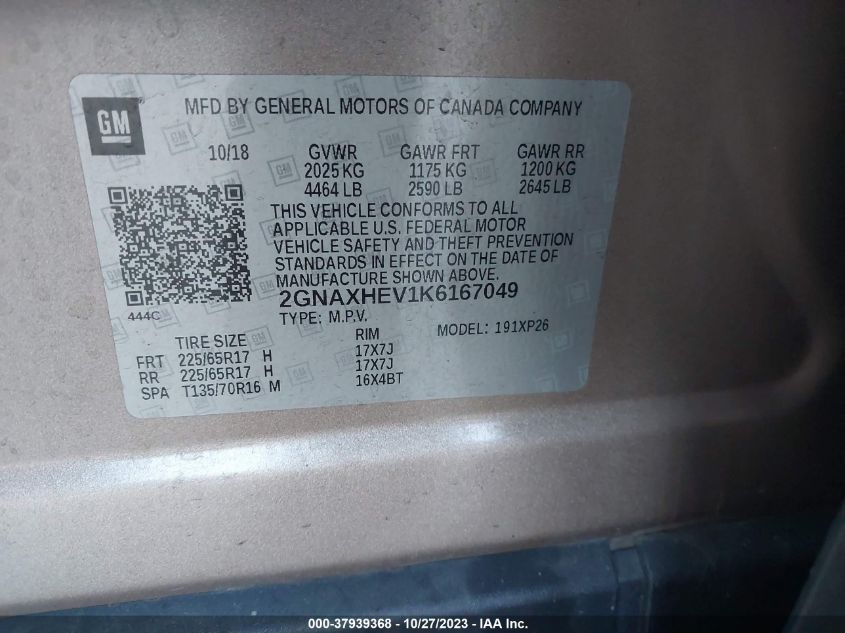 GM
MFD BY GENERAL MOTORS OF CANADA COMPANY
10/18 GVWR GAWR FRT GAWR RR
2025 KG 1175 KG 1200 KG
4464 LB 2590 LB 2645 LB
THIS VEHICLE CONFORMS TO ALL
APPLICABLE U.S. FEDERAL MOTOR
VEHICLE SAFETY AND THEFT PREVENTION
STANDARDS IN EFFECT ON THE DATE OF
MANUFACTURE SHOWN ABOVE.
2GNAXHEV1K6167049
444C
TYPE: M.P.V. MODEL: 191XP26
TIRE SIZE RIM
FRT 225/65R17 H 17X7J
RR 225/65R17 H 17X7J
SPA T135/70R16 M 16X4BT
000-37939368 - 10/27/2023 - IAA Inc.